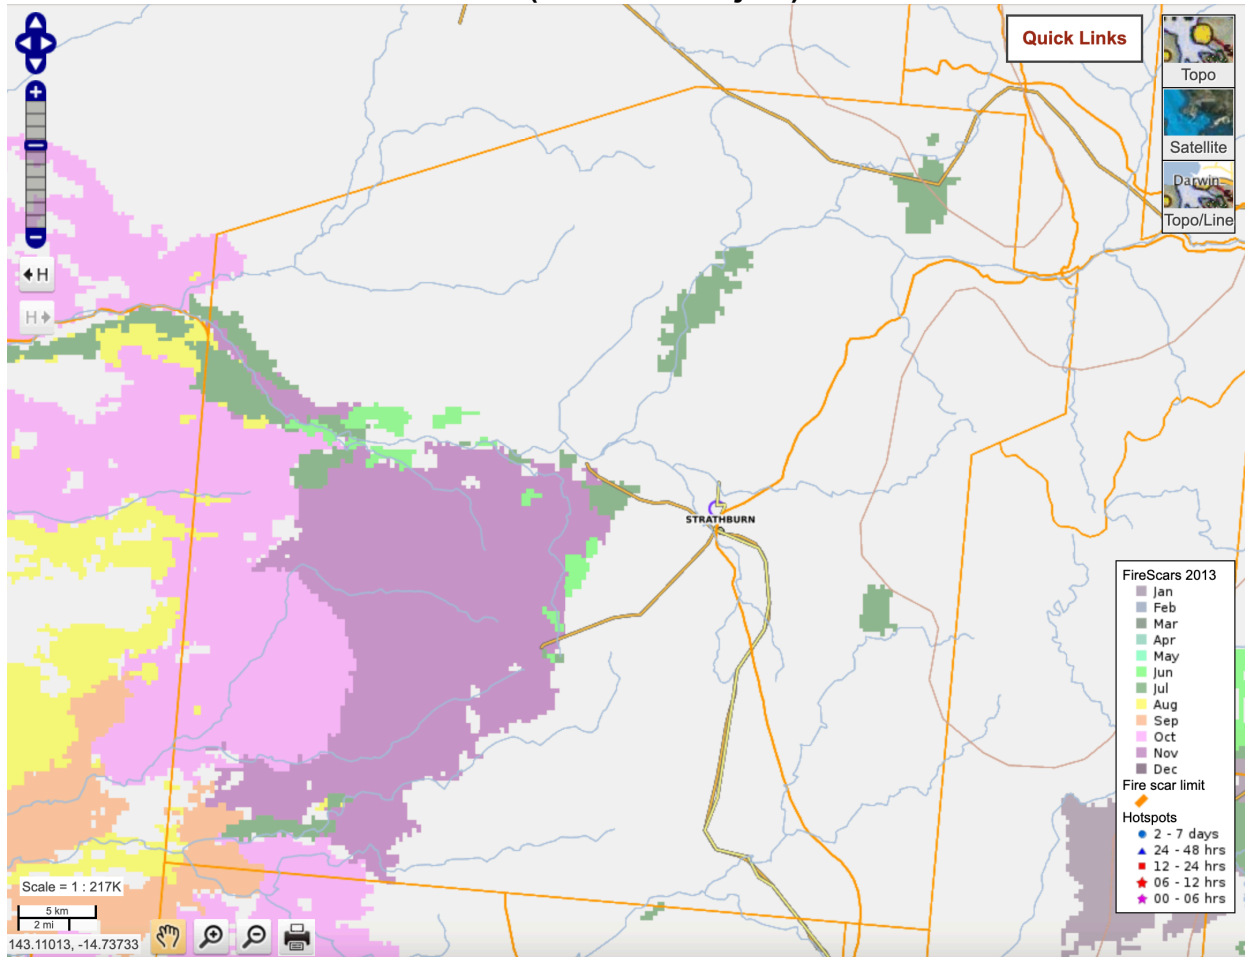 Quick Links
Topo
Satellite
Darwin
Topo/Line
H
H
STRATHBURN
FireScars 2013
Jan
Feb
Mar
Apr
May
Jun
Jul
Aug
Sep
Oct
Nov
Dec
Fire scar limit
Hotspots
2 - 7 days
24 - 48 hrs
12 - 24 hrs
06 - 12 hrs
00 - 06 hrs
Scale = 1 : 217K
5 km
2 mi
143.11013, -14.73733